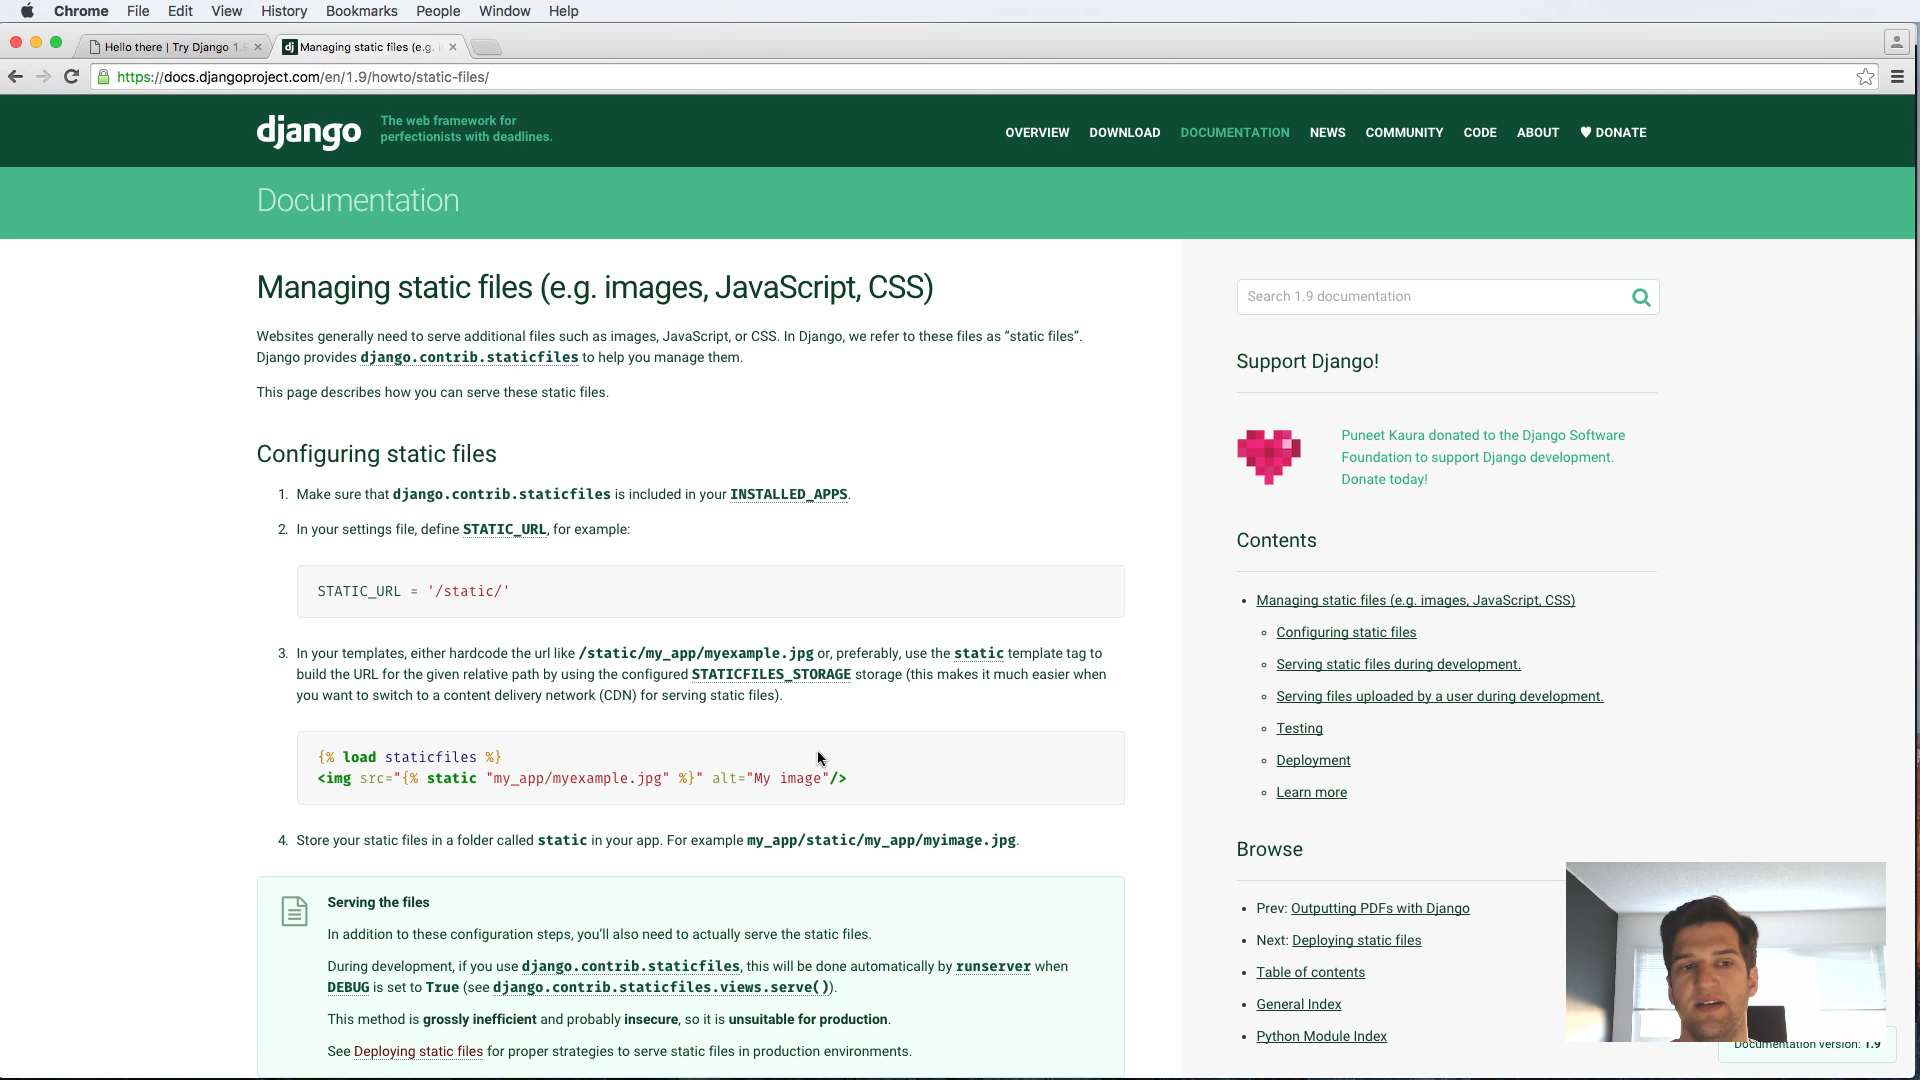 Chrome File Edit View History Bookmarks People Window Help
Hello there | Try Django 1.9
Managing static files (e.g. i
https://docs.djangoproject.com/en/1.9/howto/static-files/
django
The web framework for
perfectionists with deadlines.
OVERVIEW DOWNLOAD DOCUMENTATION NEWS COMMUNITY CODE ABOUT ♥ DONATE
Documentation
Managing static files (e.g. images, JavaScript, CSS)
Websites generally need to serve additional files such as images, JavaScript, or CSS. In Django, we refer to these files as “static files”.
Django provides django.contrib.staticfiles to help you manage them.
This page describes how you can serve these static files.
Configuring static files
1. Make sure that django.contrib.staticfiles is included in your INSTALLED_APPS.
2. In your settings file, define STATIC_URL, for example:
STATIC_URL = '/static/'
3. In your templates, either hardcode the url like /static/my_app/myexample.jpg or, preferably, use the static template tag to
build the URL for the given relative path by using the configured STATICFILES_STORAGE storage (this makes it much easier when
you want to switch to a content delivery network (CDN) for serving static files).
{% load staticfiles %}
<img src="{% static "my_app/myexample.jpg" %}" alt="My image"/>
4. Store your static files in a folder called static in your app. For example my_app/static/my_app/myimage.jpg.
Serving the files
In addition to these configuration steps, you’ll also need to actually serve the static files.
During development, if you use django.contrib.staticfiles, this will be done automatically by runserver when
DEBUG is set to True (see django.contrib.staticfiles.views.serve()).
This method is grossly inefficient and probably insecure, so it is unsuitable for production.
See Deploying static files for proper strategies to serve static files in production environments.
Search 1.9 documentation
Support Django!
Puneet Kaura donated to the Django Software
Foundation to support Django development.
Donate today!
Contents
Managing static files (e.g. images, JavaScript, CSS)
Configuring static files
Serving static files during development.
Serving files uploaded by a user during development.
Testing
Deployment
Learn more
Browse
Prev: Outputting PDFs with Django
Next: Deploying static files
Table of contents
General Index
Python Module Index
Documentation version: 1.9